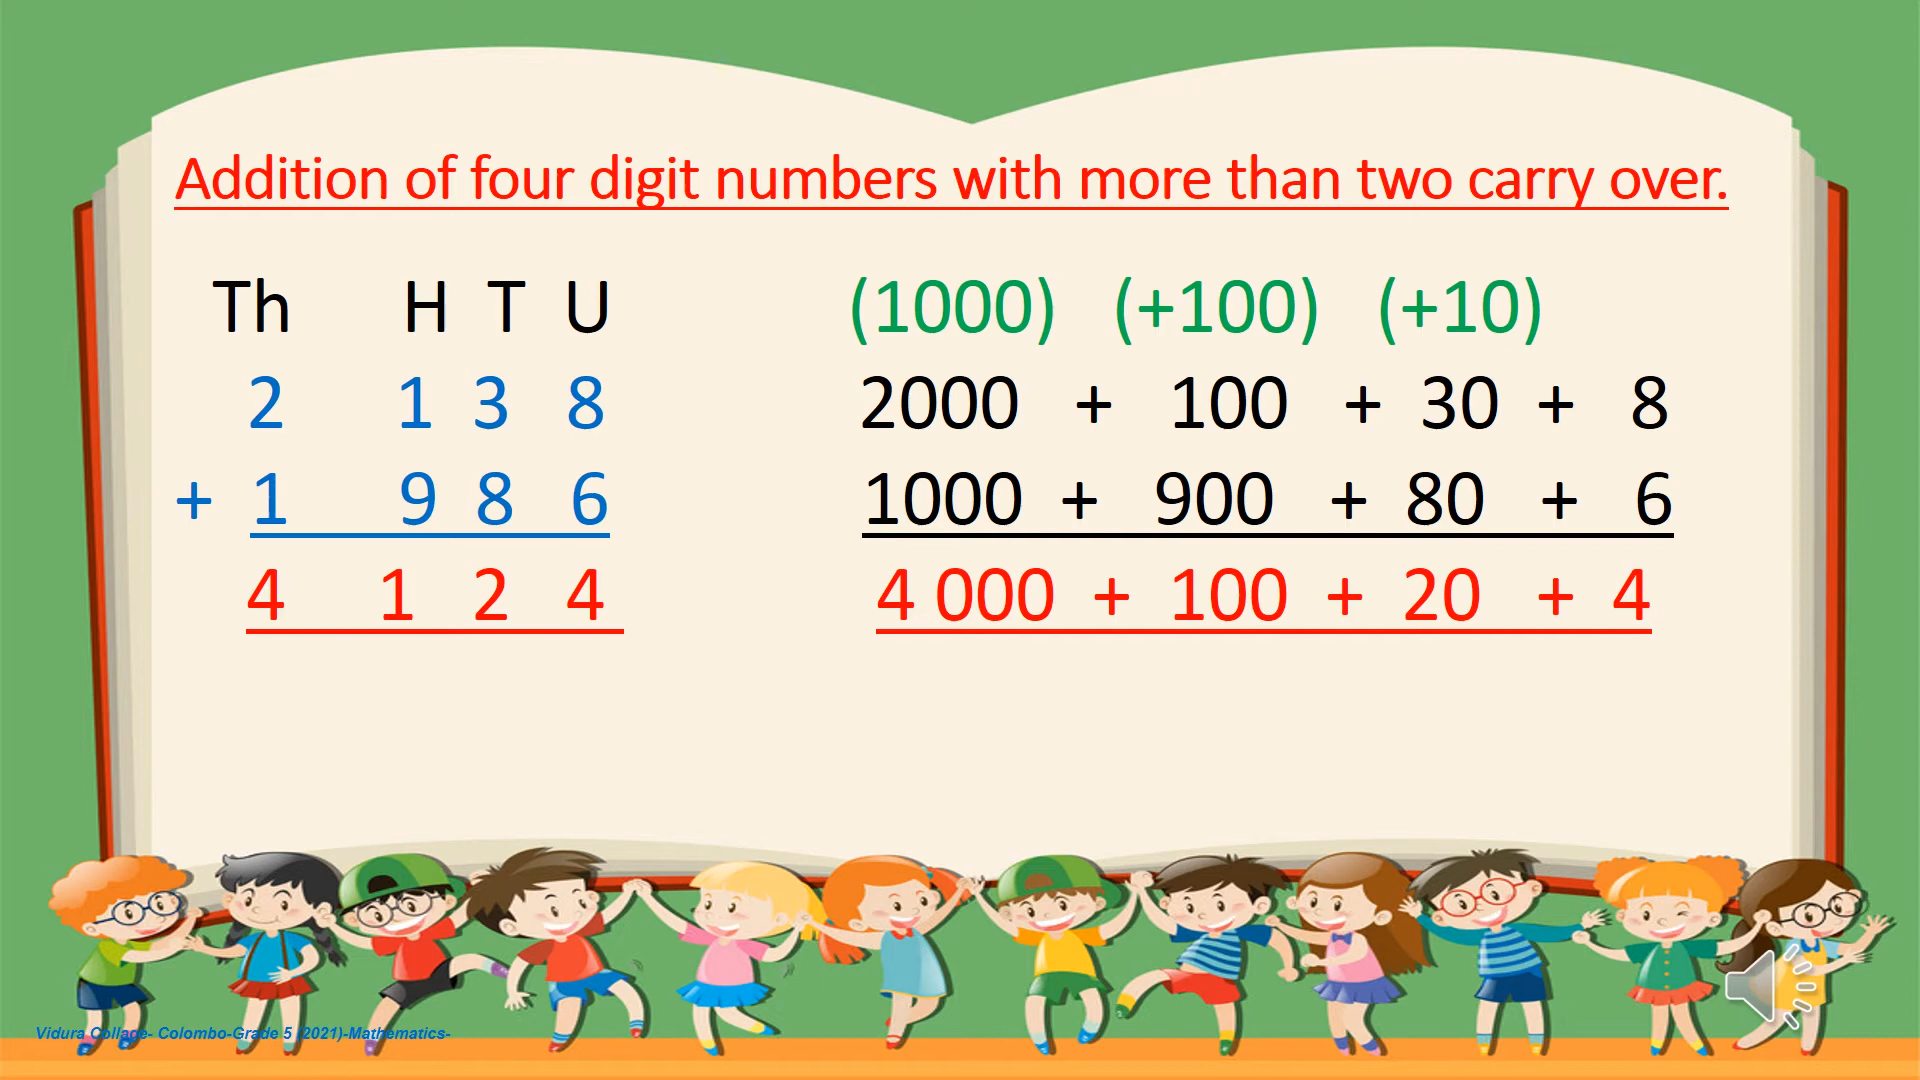 Addition of four digit numbers with more than two carry over.
Th H T U
2 1 3 8
+ 1 9 8 6
4 1 2 4
(1000) (+100) (+10)
2000 + 100 + 30 + 8
1000 + 900 + 80 + 6
4 000 + 100 + 20 + 4
Vidura Collage- Colombo-Grade 5 (2021)-Mathematics-